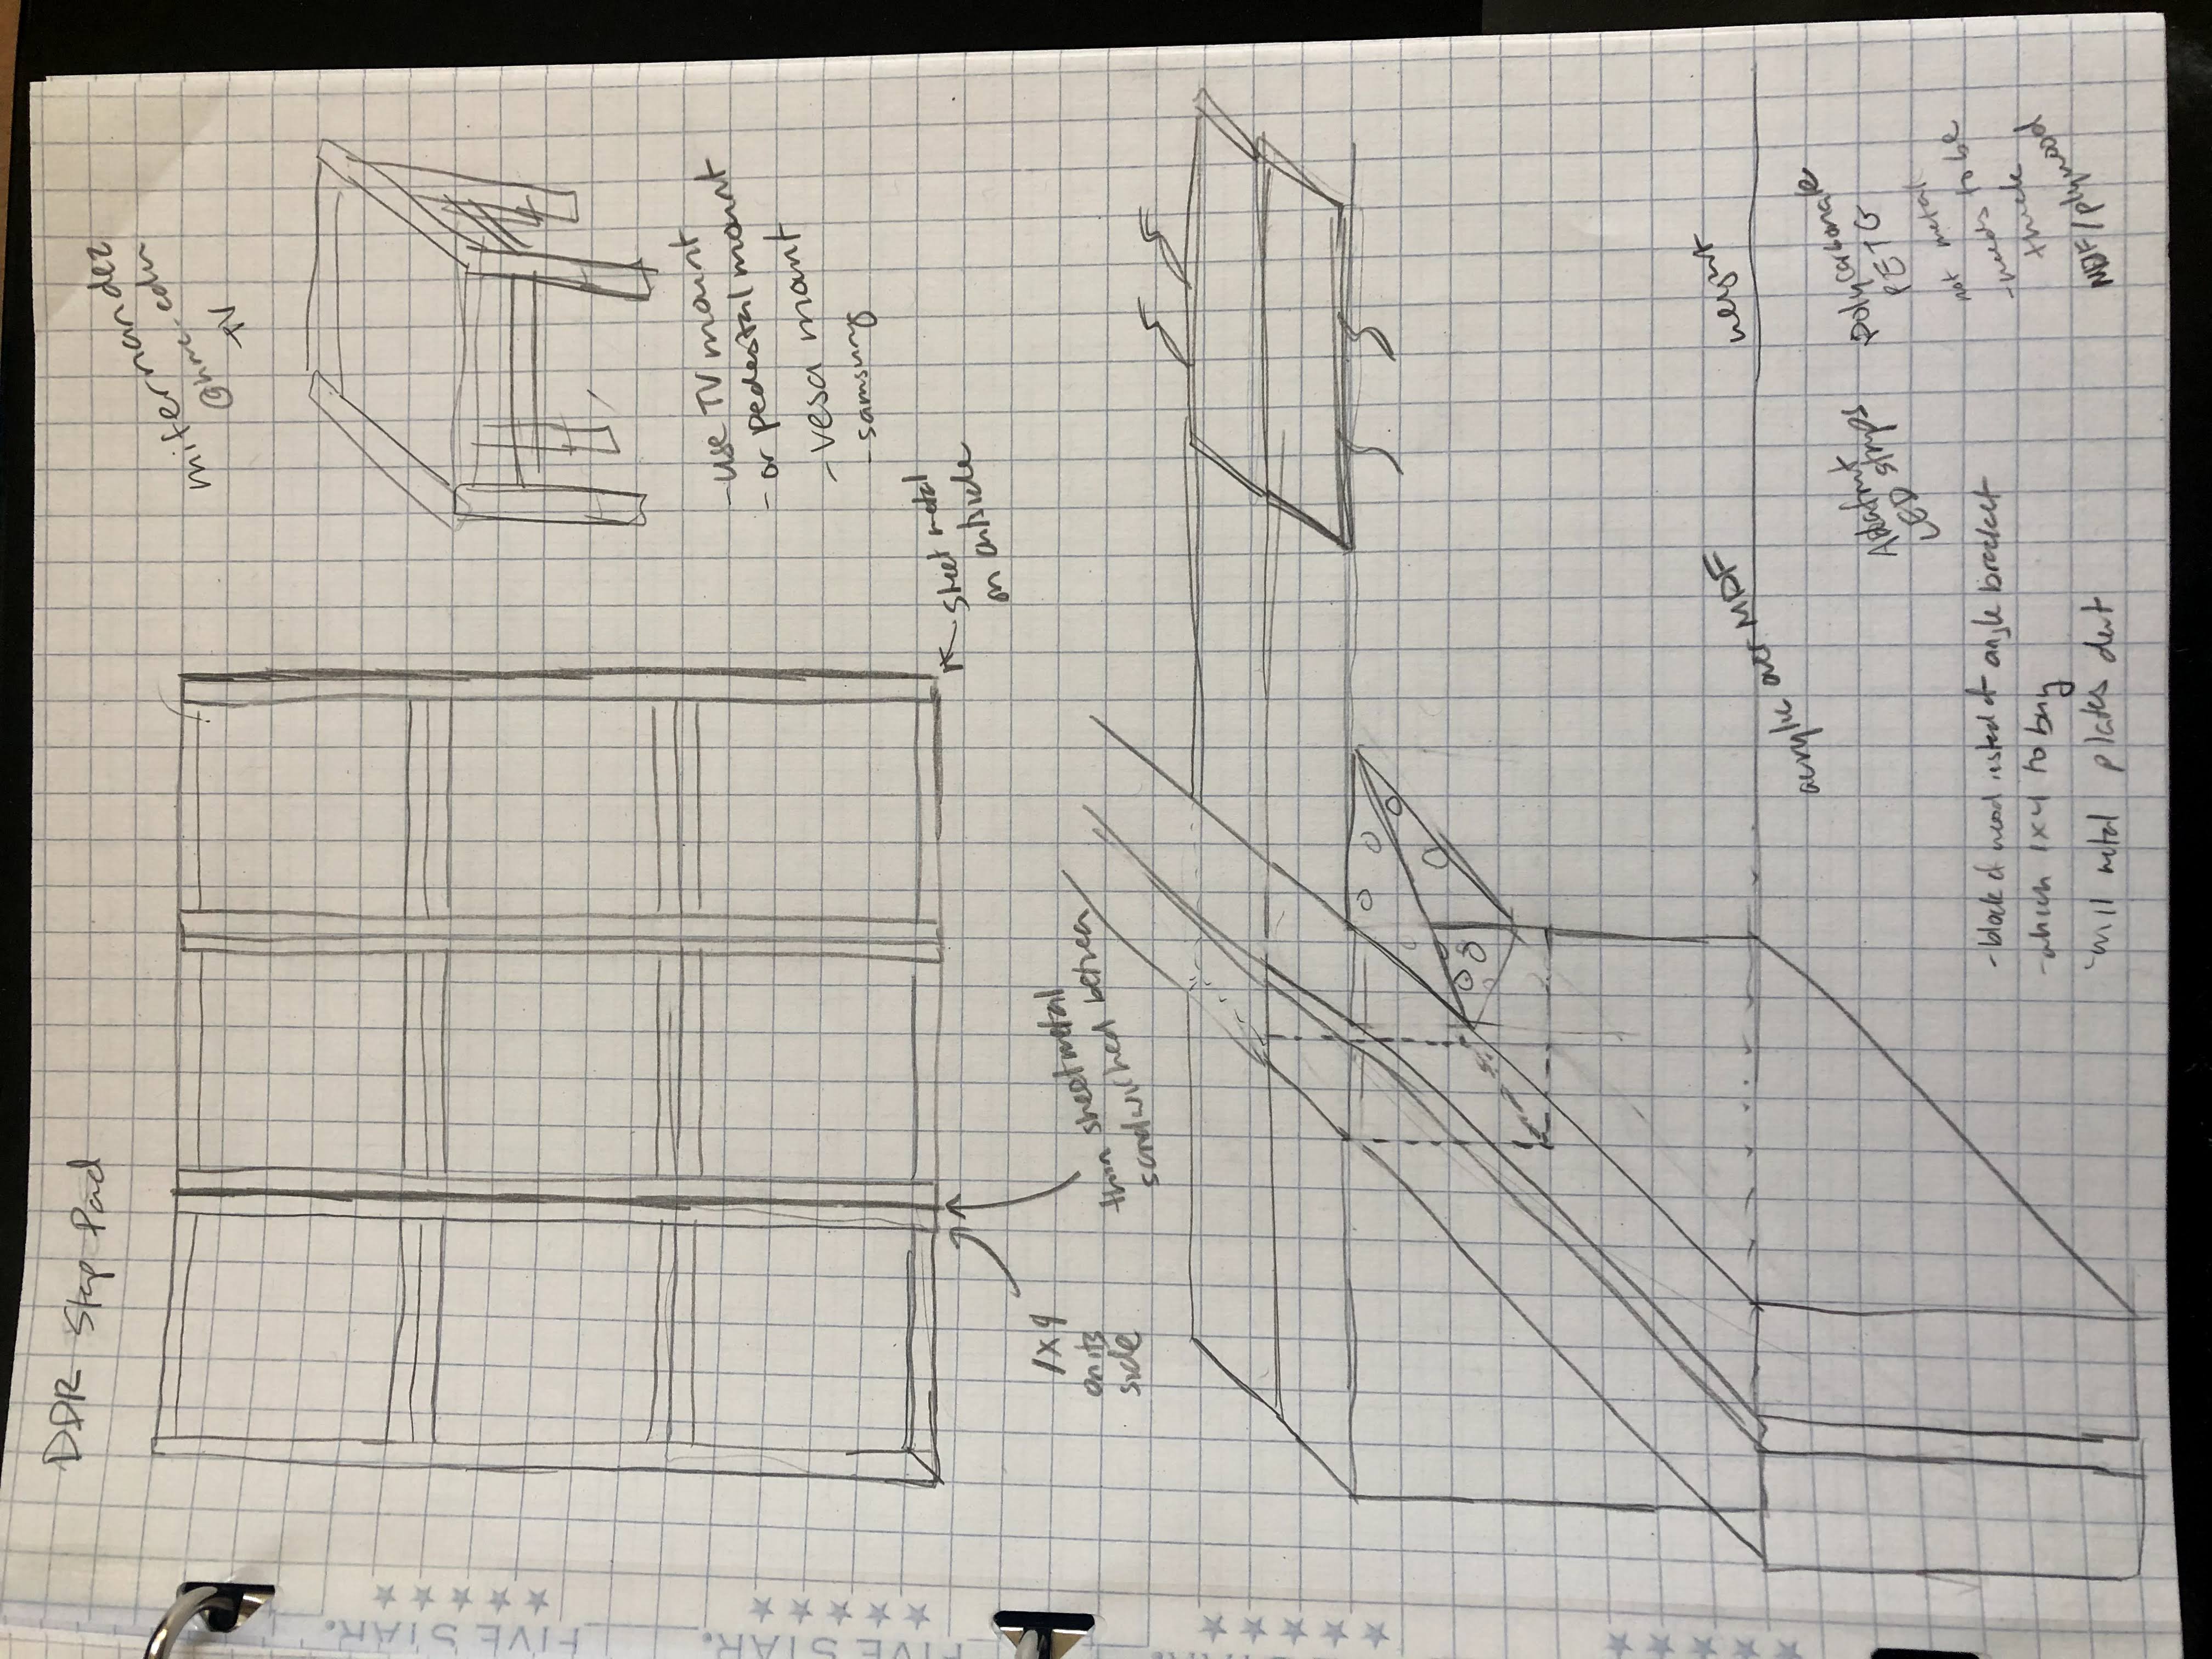 DDR Step Pad
mifernandez
@hmc.edu
TV
- use TV mount
- or pedestal mount
- vesa mount
- samsung
sheet metal
on outside
1x4
on its
side
thin sheet metal
sandwiched between
acrylic over MDF
weight
Adafruit
LED strips
polycarbonate
PETG
not metal
- needs to be
thick
MDF/plywood
- block of wood instead of angle bracket
- which 1x4 to buy
- will metal plates dent
FIVE STAR.
FIVE STAR.